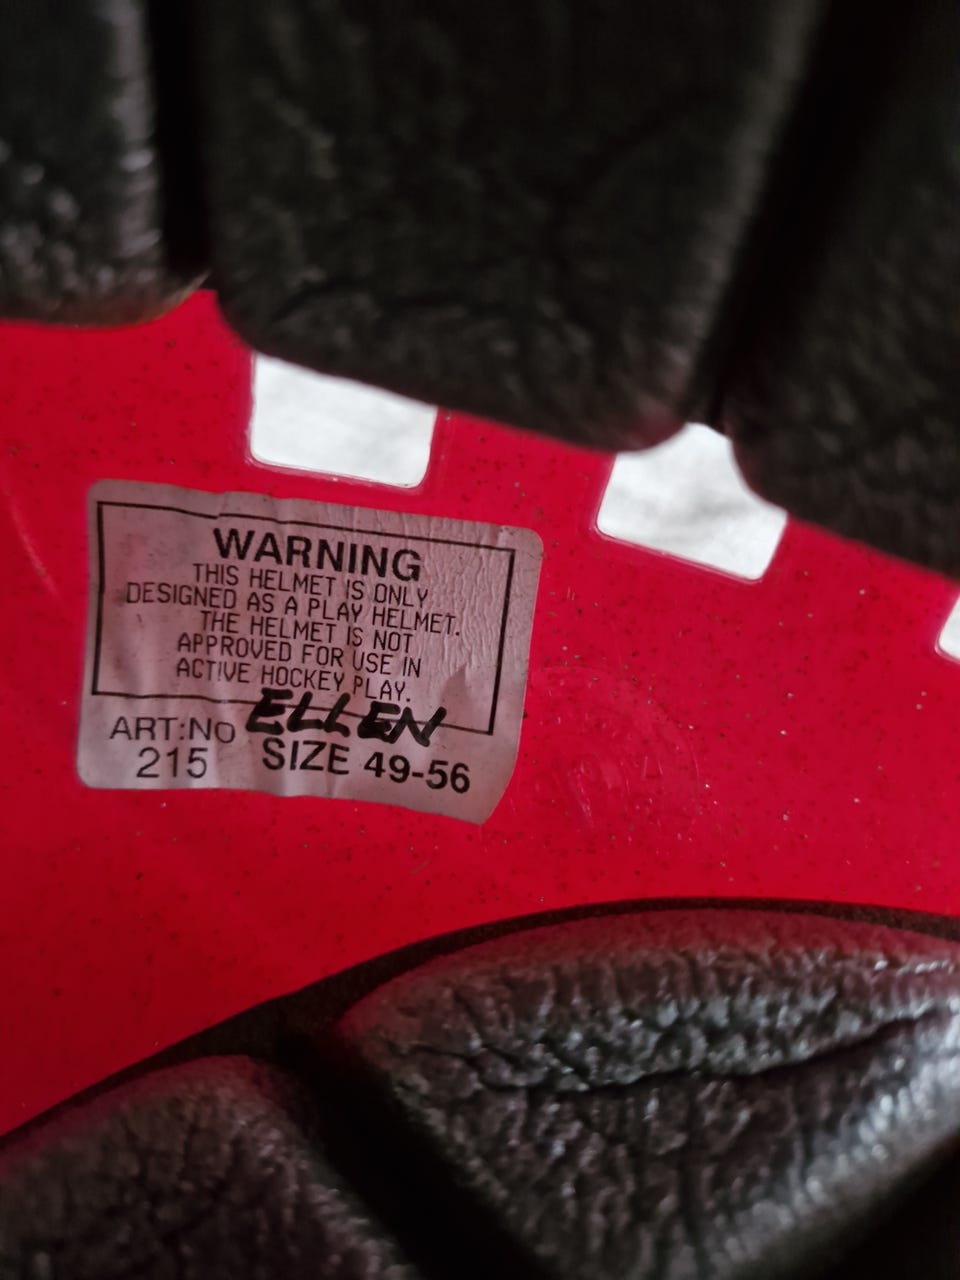 WARNING
THIS HELMET IS ONLY
DESIGNED AS A PLAY HELMET.
THE HELMET IS NOT
APPROVED FOR USE IN
ACTIVE HOCKEY PLAY.
ELLEN
ART:NO
215
SIZE 49-56